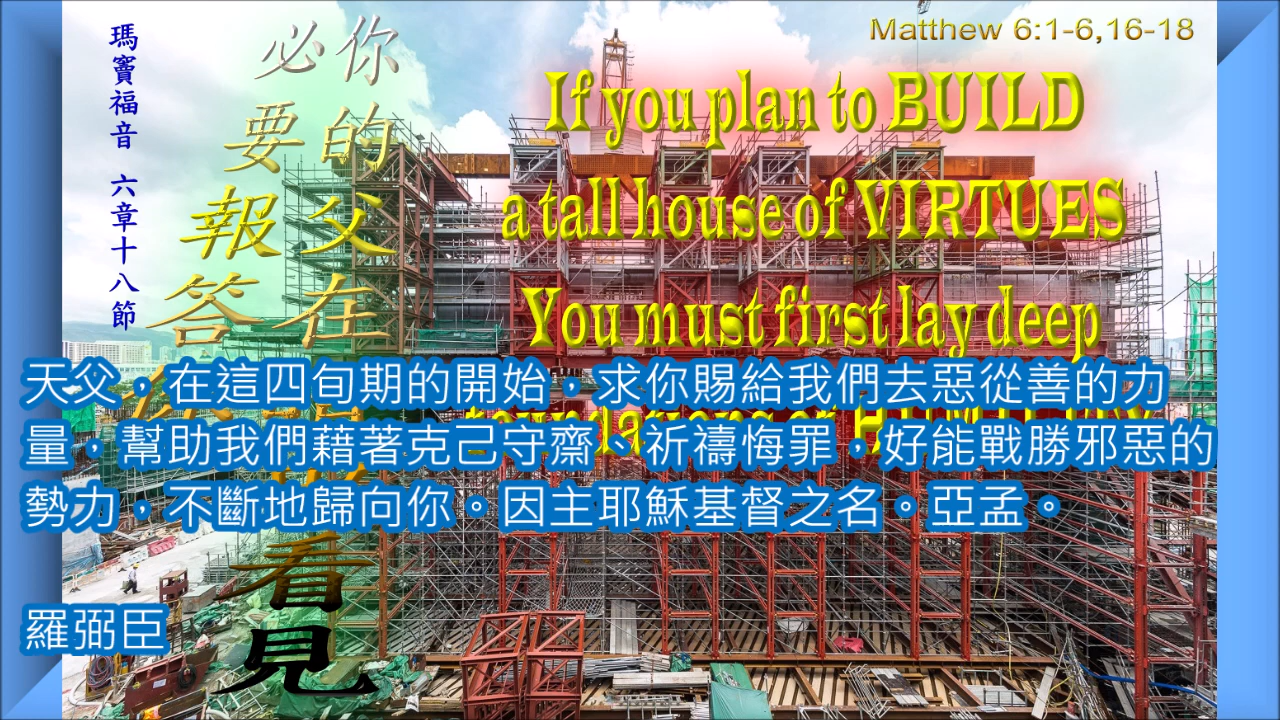 Matthew 6:1-6,16-18
瑪竇福音 六章十八節
你的父在
看見
必要報答
If you plan to BUILD
a tall house of VIRTUES
You must first lay deep
天父，在這四旬期的開始，求你賜給我們去惡從善的力
量，幫助我們藉著克己守齋、祈禱悔罪，好能戰勝邪惡的
勢力，不斷地歸向你。因主耶穌基督之名。亞孟。
羅弼臣